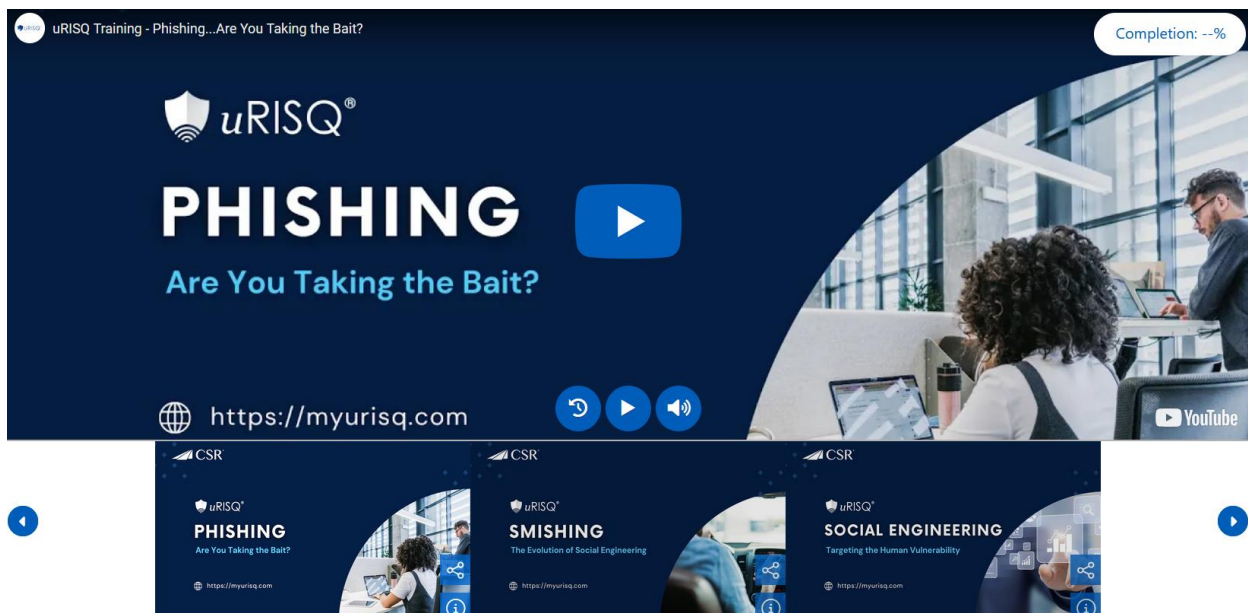 uRISQ
uRISQ Training - Phishing...Are You Taking the Bait?
Completion: --%
uRISQ®
PHISHING
Are You Taking the Bait?
https://myurisq.com
YouTube
CSR
uRISQ®
PHISHING
Are You Taking the Bait?
https://myurisq.com
CSR
uRISQ®
SMISHING
The Evolution of Social Engineering
https://myurisq.com
CSR
uRISQ®
SOCIAL ENGINEERING
Targeting the Human Vulnerability
https://myurisq.com